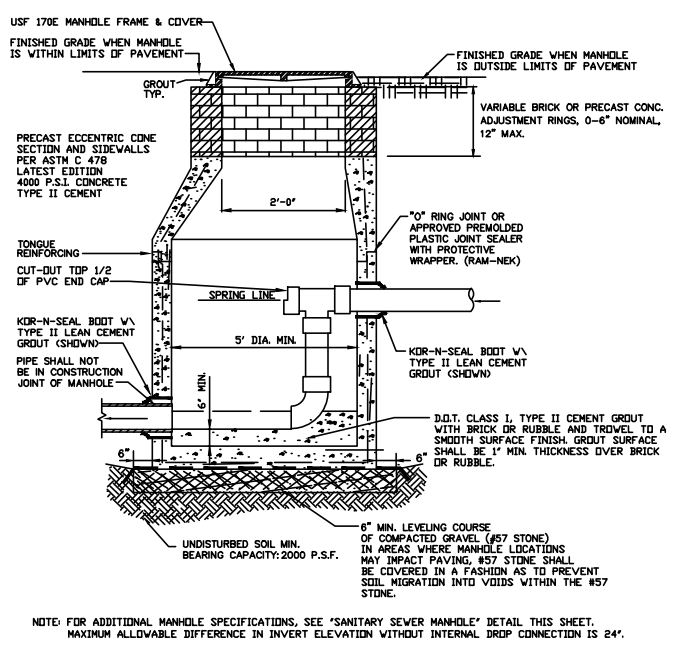 USF 170E MANHOLE FRAME & COVER
FINISHED GRADE WHEN MANHOLE
IS WITHIN LIMITS OF PAVEMENT
GROUT
TYP.
FINISHED GRADE WHEN MANHOLE
IS OUTSIDE LIMITS OF PAVEMENT
VARIABLE BRICK OR PRECAST CONC.
ADJUSTMENT RINGS, 0-6" NOMINAL,
12" MAX.
PRECAST ECCENTRIC CONE
SECTION AND SIDEWALLS
PER ASTM C 478
LATEST EDITION
4000 P.S.I. CONCRETE
TYPE II CEMENT
2'-0"
"O" RING JOINT OR
APPROVED PREMOLDED
PLASTIC JOINT SEALER
WITH PROTECTIVE
WRAPPER. (RAM-NEK)
TONGUE
REINFORCING
CUT-OUT TOP 1/2
OF PVC END CAP
SPRING LINE
KOR-N-SEAL BOOT W\
TYPE II LEAN CEMENT
GROUT (SHOWN)
5' DIA. MIN.
KOR-N-SEAL BOOT W\
TYPE II LEAN CEMENT
GROUT (SHOWN)
PIPE SHALL NOT
BE IN CONSTRUCTION
JOINT OF MANHOLE
6" MIN.
D.O.T. CLASS I, TYPE II CEMENT GROUT
WITH BRICK OR RUBBLE AND TROWEL TO A
SMOOTH SURFACE FINISH. GROUT SURFACE
SHALL BE 1" MIN. THICKNESS OVER BRICK
OR RUBBLE.
6"
6"
UNDISTURBED SOIL MIN.
BEARING CAPACITY: 2000 P.S.F.
6" MIN. LEVELING COURSE
OF COMPACTED GRAVEL (#57 STONE)
IN AREAS WHERE MANHOLE LOCATIONS
MAY IMPACT PAVING, #57 STONE SHALL
BE COVERED IN A FASHION AS TO PREVENT
SOIL MIGRATION INTO VOIDS WITHIN THE #57
STONE.
NOTE: FOR ADDITIONAL MANHOLE SPECIFICATIONS, SEE "SANITARY SEWER MANHOLE" DETAIL THIS SHEET.
MAXIMUM ALLOWABLE DIFFERENCE IN INVERT ELEVATION WITHOUT INTERNAL DROP CONNECTION IS 24".